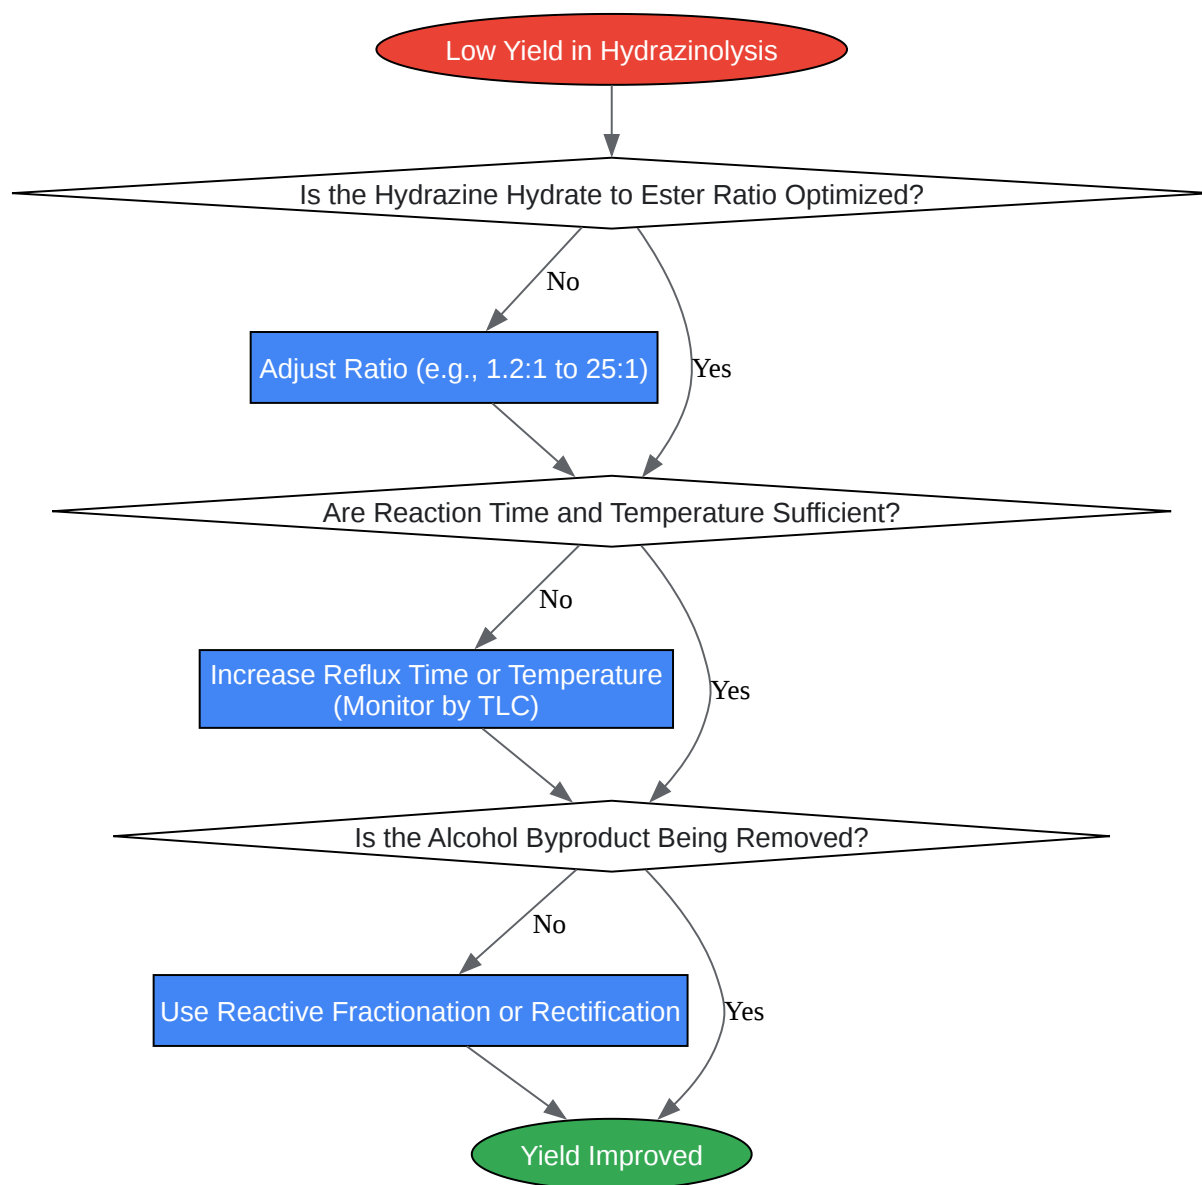 Low Yield in Hydrazinolysis
Is the Hydrazine Hydrate to Ester Ratio Optimized?
No
Adjust Ratio (e.g., 1.2:1 to 25:1)
Yes
Are Reaction Time and Temperature Sufficient?
No
Increase Reflux Time or Temperature
(Monitor by TLC)
Yes
Is the Alcohol Byproduct Being Removed?
No
Use Reactive Fractionation or Rectification
Yes
Yield Improved